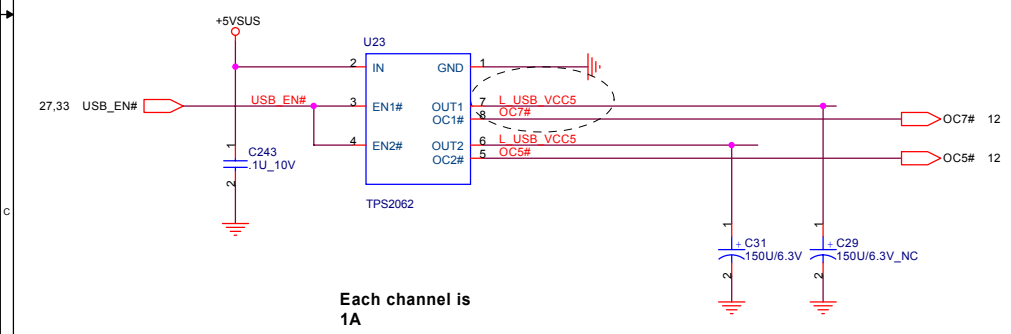 +5VSUS
U23
2 IN GND 1
27,33 USB_EN# USB_EN# 3 EN1# OUT1 7 L_USB_VCC5
OC1# 8 OC7# OC7# 12
4 EN2# OUT2 6 L_USB_VCC5
OC2# 5 OC5# OC5# 12
1 C243
.1U_10V
2
TPS2062
C
1 1
+ C31 + C29
150U/6.3V 150U/6.3V_NC
2 2
Each channel is
1A